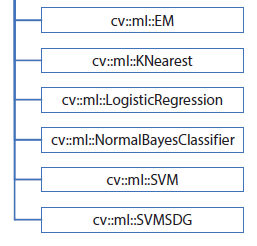 cv::ml::EM
cv::ml::KNearest
cv::ml::LogisticRegression
cv::ml::NormalBayesClassifier
cv::ml::SVM
cv::ml::SVMSDG